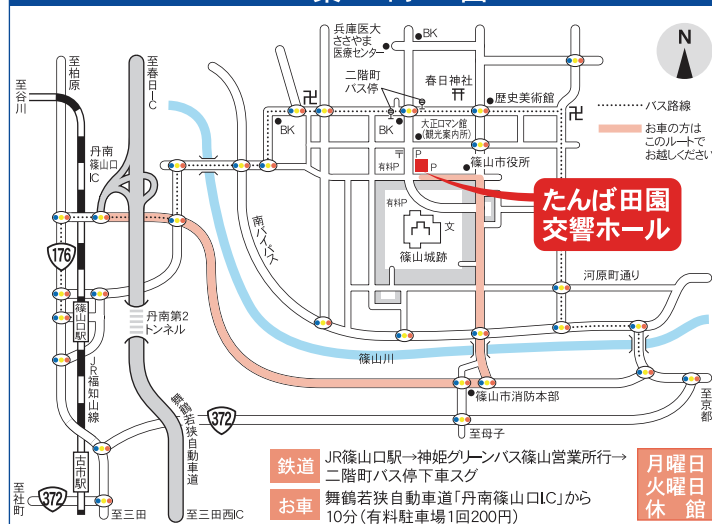 兵庫医大
ささやま
医療センター
BK
N
至柏原
至春日IC
至谷川
二階町
バス停
春日神社
歴史美術館
卍
卍
バス路線
BK
BK
大正ロマン館
(観光案内所)
お車の方は
このルートで
お越しください
丹南
篠山口
IC
〒
P
有料P
P
篠山市役所
たんば田園
交響ホール
南バイパス
有料P
文
篠山城跡
176
河原町通り
篠山口駅
丹南第2
トンネル
篠山川
JR福知山線
舞鶴若狭自動車道
篠山市消防本部
至京都
372
至母子
古市駅
至社町
372
至三田
至三田西IC
鉄道
JR篠山口駅→神姫グリーンバス篠山営業所行→
二階町バス停下車スグ
お車
舞鶴若狭自動車道「丹南篠山口IC」から
10分(有料駐車場1回200円)
月曜日
火曜日
休館